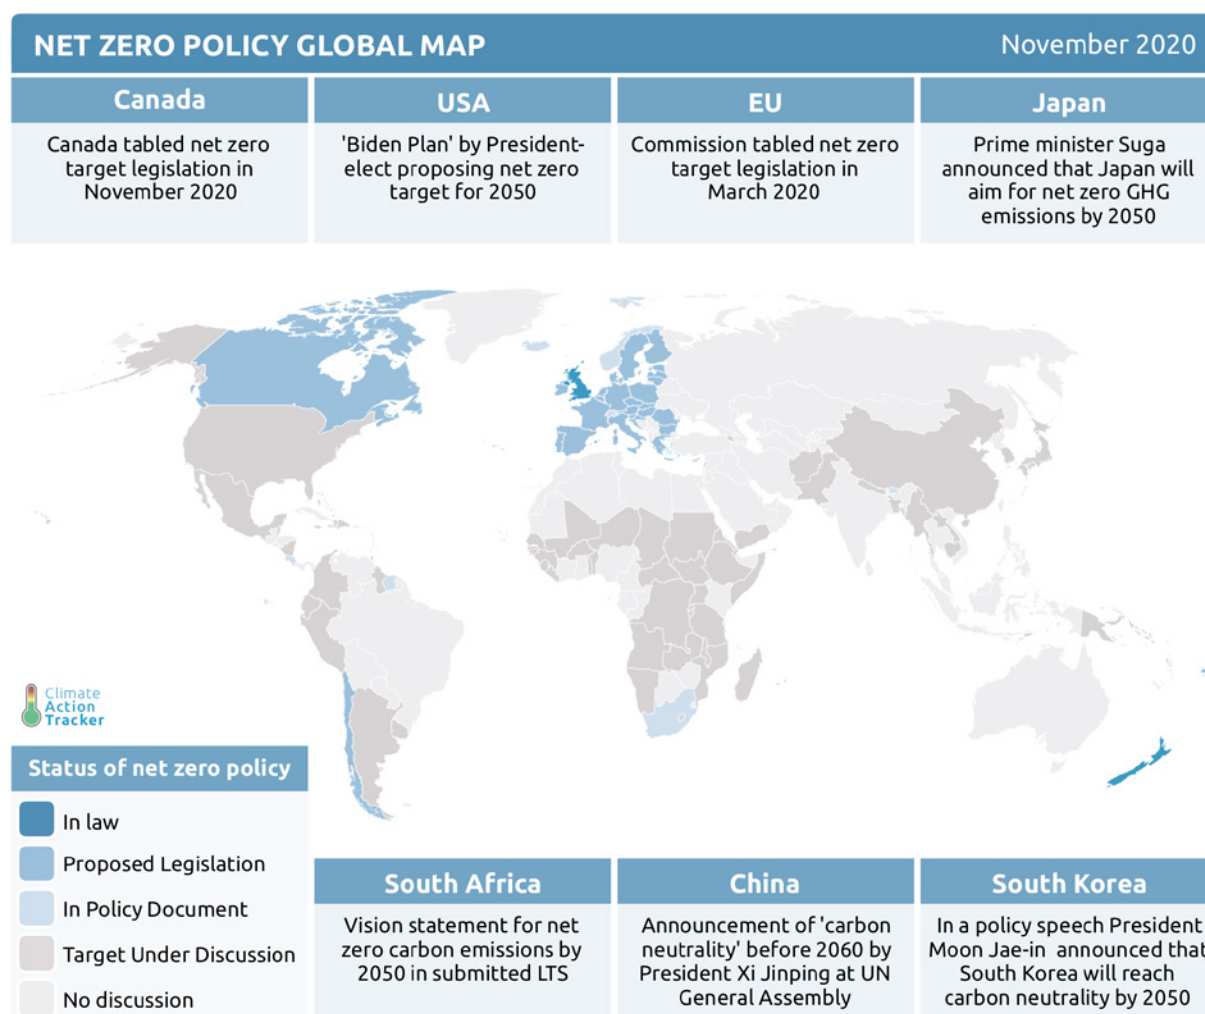 NET ZERO POLICY GLOBAL MAP
November 2020
Canada
Canada tabled net zero
target legislation in
November 2020
USA
'Biden Plan' by President-
elect proposing net zero
target for 2050
EU
Commission tabled net zero
target legislation in
March 2020
Japan
Prime minister Suga
announced that Japan will
aim for net zero GHG
emissions by 2050
Climate
Action
Tracker
Status of net zero policy
In law
Proposed Legislation
In Policy Document
Target Under Discussion
No discussion
South Africa
Vision statement for net
zero carbon emissions by
2050 in submitted LTS
China
Announcement of 'carbon
neutrality' before 2060 by
President Xi Jinping at UN
General Assembly
South Korea
In a policy speech President
Moon Jae-in announced that
South Korea will reach
carbon neutrality by 2050